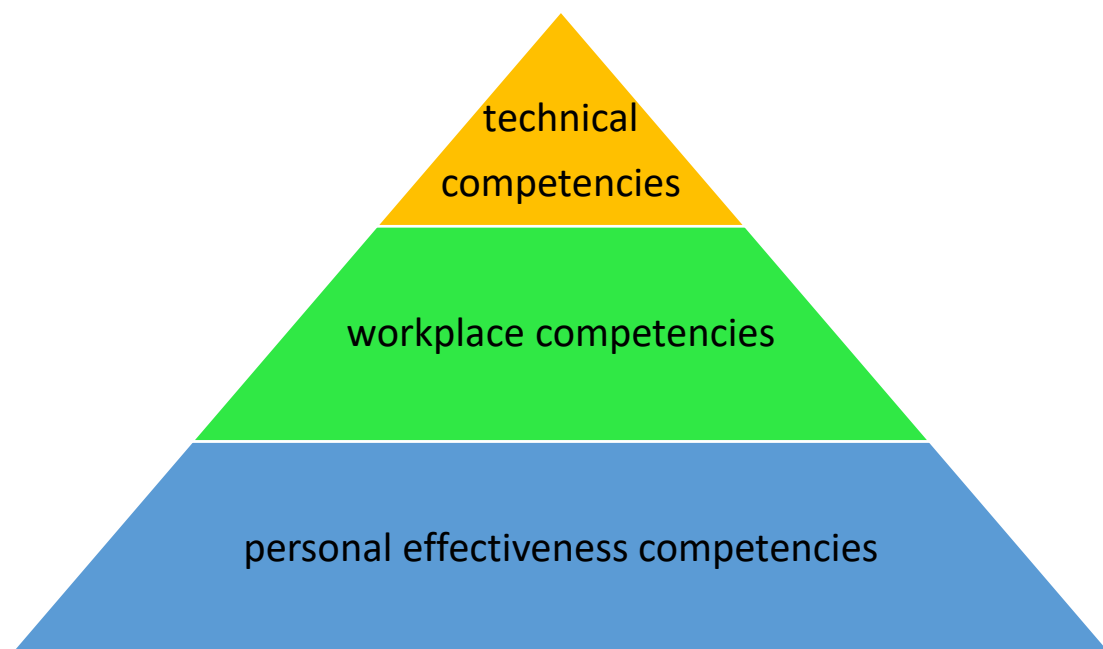 technical
competencies
workplace competencies
personal effectiveness competencies